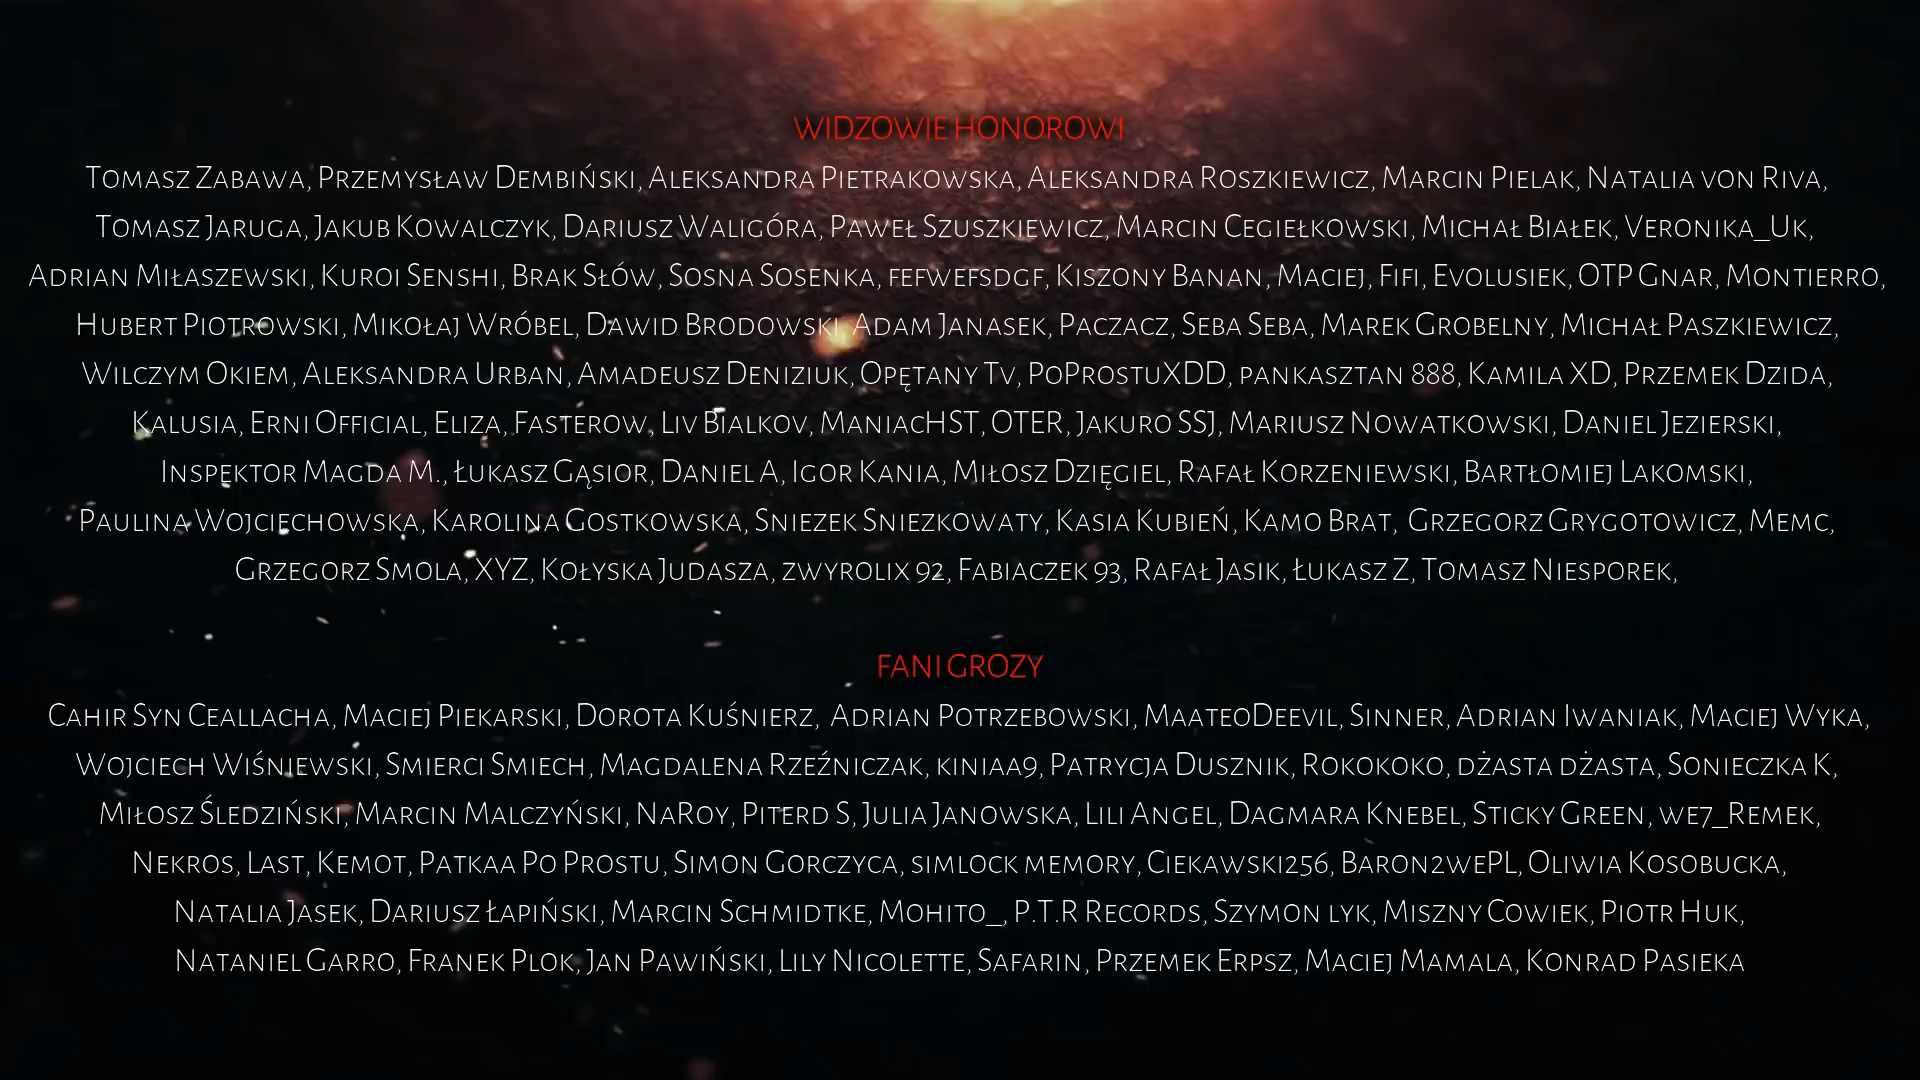 WIDZOWIE HONOROWI
Tomasz Zabawa, Przemysław Dembiński, Aleksandra Pietrakowska, Aleksandra Roszkiewicz, Marcin Pielak, Natalia von Riva,
Tomasz Jaruga, Jakub Kowalczyk, Dariusz Waligóra, Paweł Szuszkiewicz, Marcin Cegiełkowski, Michał Białek, Veronika_Uk,
Adrian Miłaszewski, Kuroi Senshi, Brak Słów, Sosna Sosenka, fefwefsdgf, Kiszony Banan, Maciej, Fifi, Evolusiek, OTP Gnar, Montierro,
Hubert Piotrowski, Mikołaj Wróbel, Dawid Brodowski, Adam Janasek, Paczacz, Seba Seba, Marek Grobelny, Michał Paszkiewicz,
Wilczym Okiem, Aleksandra Urban, Amadeusz Deniziuk, Opętany Tv, PoProstuXDD, pankasztan 888, Kamila XD, Przemek Dzida,
Kalusia, Erni Official, Eliza, Fasterow, Liv Bialkov, ManiacHST, OTER, Jakuro SSJ, Mariusz Nowatkowski, Daniel Jezierski,
Inspektor Magda M., Łukasz Gąsior, Daniel A, Igor Kania, Miłosz Dzięgiel, Rafał Korzeniewski, Bartłomiej Lakomski,
Paulina Wojciechowska, Karolina Gostkowska, Sniezek Sniezkowaty, Kasia Kubień, Kamo Brat, Grzegorz Grygotowicz, Memc,
Grzegorz Smola, XYZ, Kołyska Judasza, zwyrolix 92, Fabiaczek 93, Rafał Jasik, Łukasz Z, Tomasz Niesporek,
FANI GROZY
Cahir Syn Ceallacha, Maciej Piekarski, Dorota Kuśnierz, Adrian Potrzebowski, MaateoDeevil, Sinner, Adrian Iwaniak, Maciej Wyka,
Wojciech Wiśniewski, Smierci Smiech, Magdalena Rzeźniczak, kiniaa9, Patrycja Dusznik, Rokokoko, dżasta dżasta, Sonieczka K,
Miłosz Śledziński, Marcin Malczyński, NaRoy, Piterd S, Julia Janowska, Lili Angel, Dagmara Knebel, Sticky Green, we7_Remek,
Nekros, Last, Kemot, Patkaa Po Prostu, Simon Gorczyca, simlock memory, Ciekawski256, Baron2wePL, Oliwia Kosobucka,
Natalia Jasek, Dariusz Łapiński, Marcin Schmidtke, Mohito_, P.T.R Records, Szymon lyk, Miszny Cowiek, Piotr Huk,
Nataniel Garro, Franek Plok, Jan Pawiński, Lily Nicolette, Safarin, Przemek Erpsz, Maciej Mamala, Konrad Pasieka